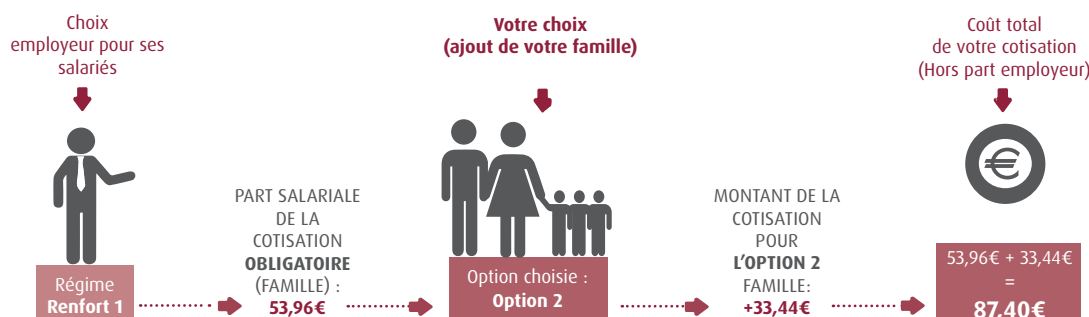 Choix
employeur pour ses
salariés
Votre choix
(ajout de votre famille)
Coût total
de votre cotisation
(Hors part employeur)
Régime
Renfort 1
PART SALARIALE
DE LA
COTISATION
OBLIGATOIRE
(FAMILLE) :
53,96€
Option choisie :
Option 2
MONTANT DE LA
COTISATION
POUR
L'OPTION 2
FAMILLE:
+33,44€
€
53,96€ + 33,44€
=
87,40€